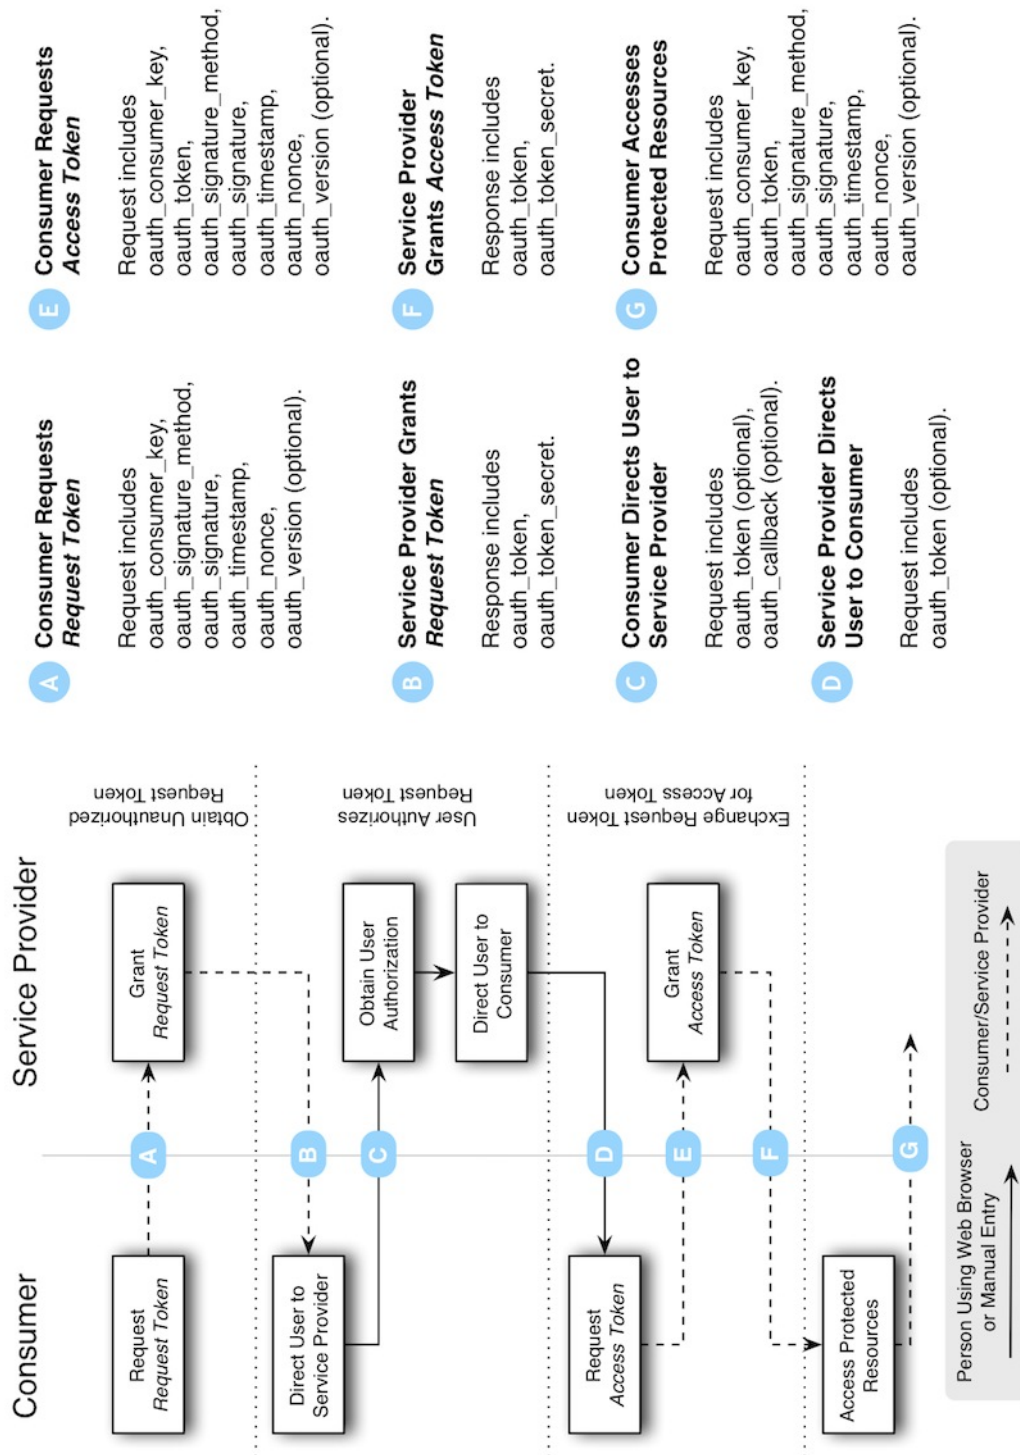 Consumer
Service Provider
Request
Request Token
Grant
Request Token
Obtain Unauthorized
Request Token
A
B
Direct User to
Service Provider
C
Obtain User
Authorization
Direct User to
Consumer
User Authorizes
Request Token
D
Request
Access Token
E
Grant
Access Token
F
Exchange Request Token
for Access Token
Access Protected
Resources
G
Person Using Web Browser
or Manual Entry
Consumer/Service Provider
A
Consumer Requests
Request Token
Request includes
oauth_consumer_key,
oauth_signature_method,
oauth_signature,
oauth_timestamp,
oauth_nonce,
oauth_version (optional).
B
Service Provider Grants
Request Token
Response includes
oauth_token,
oauth_token_secret.
C
Consumer Directs User to
Service Provider
Request includes
oauth_token (optional),
oauth_callback (optional).
D
Service Provider Directs
User to Consumer
Request includes
oauth_token (optional).
E
Consumer Requests
Access Token
Request includes
oauth_consumer_key,
oauth_token,
oauth_signature_method,
oauth_signature,
oauth_timestamp,
oauth_nonce,
oauth_version (optional).
F
Service Provider
Grants Access Token
Response includes
oauth_token,
oauth_token_secret.
G
Consumer Accesses
Protected Resources
Request includes
oauth_consumer_key,
oauth_token,
oauth_signature_method,
oauth_signature,
oauth_timestamp,
oauth_nonce,
oauth_version (optional).